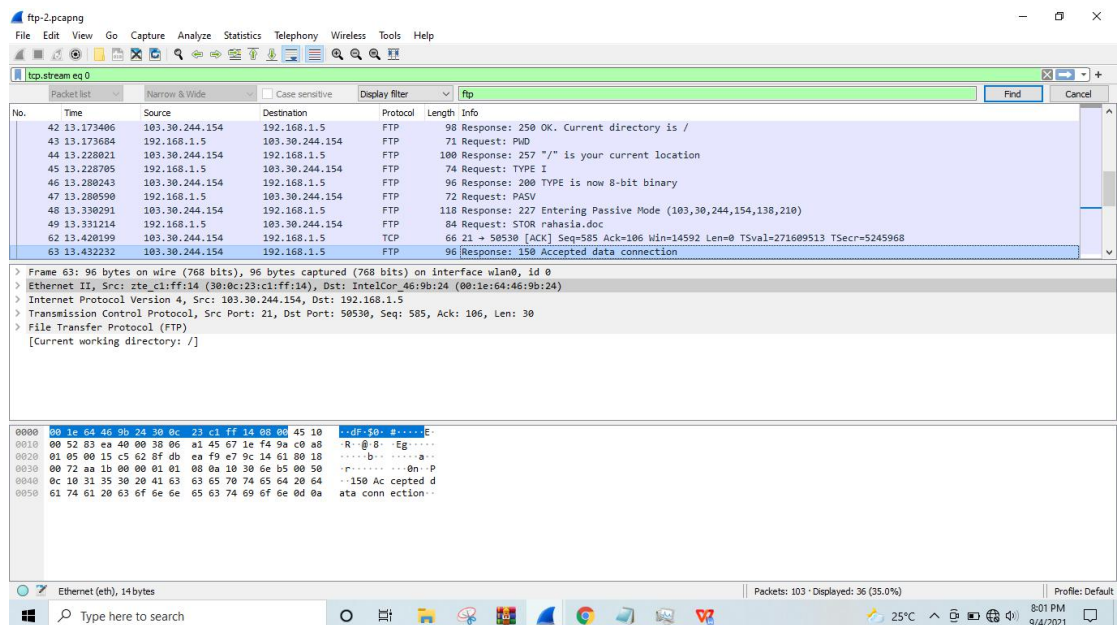 ftp-2.pcapng
File Edit View Go Capture Analyze Statistics Telephony Wireless Tools Help
tcp.stream eq 0
Packet list Narrow & Wide Case sensitive Display filter ftp Find Cancel
No. Time Source Destination Protocol Length Info
42 13.173406 103.30.244.154 192.168.1.5 FTP 98 Response: 250 OK. Current directory is /
43 13.173684 192.168.1.5 103.30.244.154 FTP 71 Request: PWD
44 13.228021 103.30.244.154 192.168.1.5 FTP 100 Response: 257 "/" is your current location
45 13.228705 192.168.1.5 103.30.244.154 FTP 74 Request: TYPE I
46 13.280243 103.30.244.154 192.168.1.5 FTP 96 Response: 200 TYPE is now 8-bit binary
47 13.280590 192.168.1.5 103.30.244.154 FTP 72 Request: PASV
48 13.330291 103.30.244.154 192.168.1.5 FTP 118 Response: 227 Entering Passive Mode (103,30,244,154,138,210)
49 13.331214 192.168.1.5 103.30.244.154 FTP 84 Request: STOR rahasia.doc
62 13.420199 103.30.244.154 192.168.1.5 TCP 66 21 → 50530 [ACK] Seq=585 Ack=106 Win=14592 Len=0 TSval=271609513 TSecr=5245968
63 13.432232 103.30.244.154 192.168.1.5 FTP 96 Response: 150 Accepted data connection
> Frame 63: 96 bytes on wire (768 bits), 96 bytes captured (768 bits) on interface wlan0, id 0
> Ethernet II, Src: zte_c1:ff:14 (30:0c:23:c1:ff:14), Dst: IntelCor_46:9b:24 (00:1e:64:46:9b:24)
> Internet Protocol Version 4, Src: 103.30.244.154, Dst: 192.168.1.5
> Transmission Control Protocol, Src Port: 21, Dst Port: 50530, Seq: 585, Ack: 106, Len: 30
> File Transfer Protocol (FTP)
[Current working directory: /]
0000 00 1e 64 46 9b 24 30 0c 23 c1 ff 14 08 00 45 10 ··dF·$0· #·····E·
0010 00 52 83 ea 40 00 38 06 a1 45 67 1e f4 9a c0 a8 ·R··@·8· ·Eg·····
0020 01 05 00 15 c5 62 8f db ea f9 e7 9c 14 61 80 18 ·····b·· ·····a··
0030 00 72 aa 1b 00 00 01 01 08 0a 10 30 6e b5 00 50 ·r······ ···0n··P
0040 0c 10 31 35 30 20 41 63 63 65 70 74 65 64 20 64 ··150 Ac cepted d
0050 61 74 61 20 63 6f 6e 6e 65 63 74 69 6f 6e 0d 0a ata conn ection··
Ethernet (eth), 14 bytes Packets: 103 · Displayed: 36 (35.0%) Profile: Default
Type here to search 25°C 8:01 PM
9/4/2021